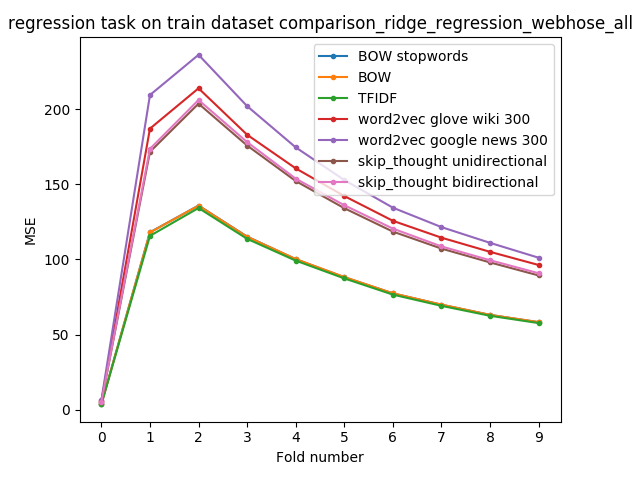 regression task on train dataset comparison_ridge_regression_webhose_all
BOW stopwords
BOW
TFIDF
word2vec glove wiki 300
word2vec google news 300
skip_thought unidirectional
skip_thought bidirectional
200
150
100
50
0
MSE
0 1 2 3 4 5 6 7 8 9
Fold number